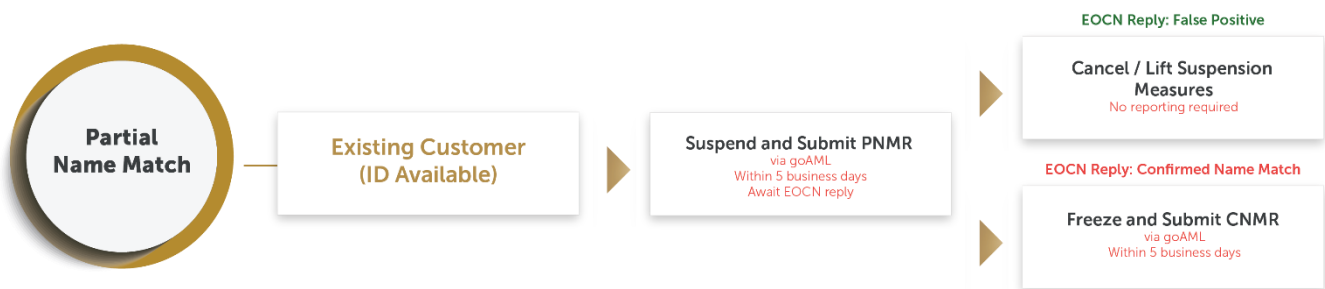 Partial
Name Match
Existing Customer
(ID Available)
Suspend and Submit PNMR
via goAML
Within 5 business days
Await EOCN reply
EOCN Reply: False Positive
Cancel / Lift Suspension
Measures
No reporting required
EOCN Reply: Confirmed Name Match
Freeze and Submit CNMR
via goAML
Within 5 business days